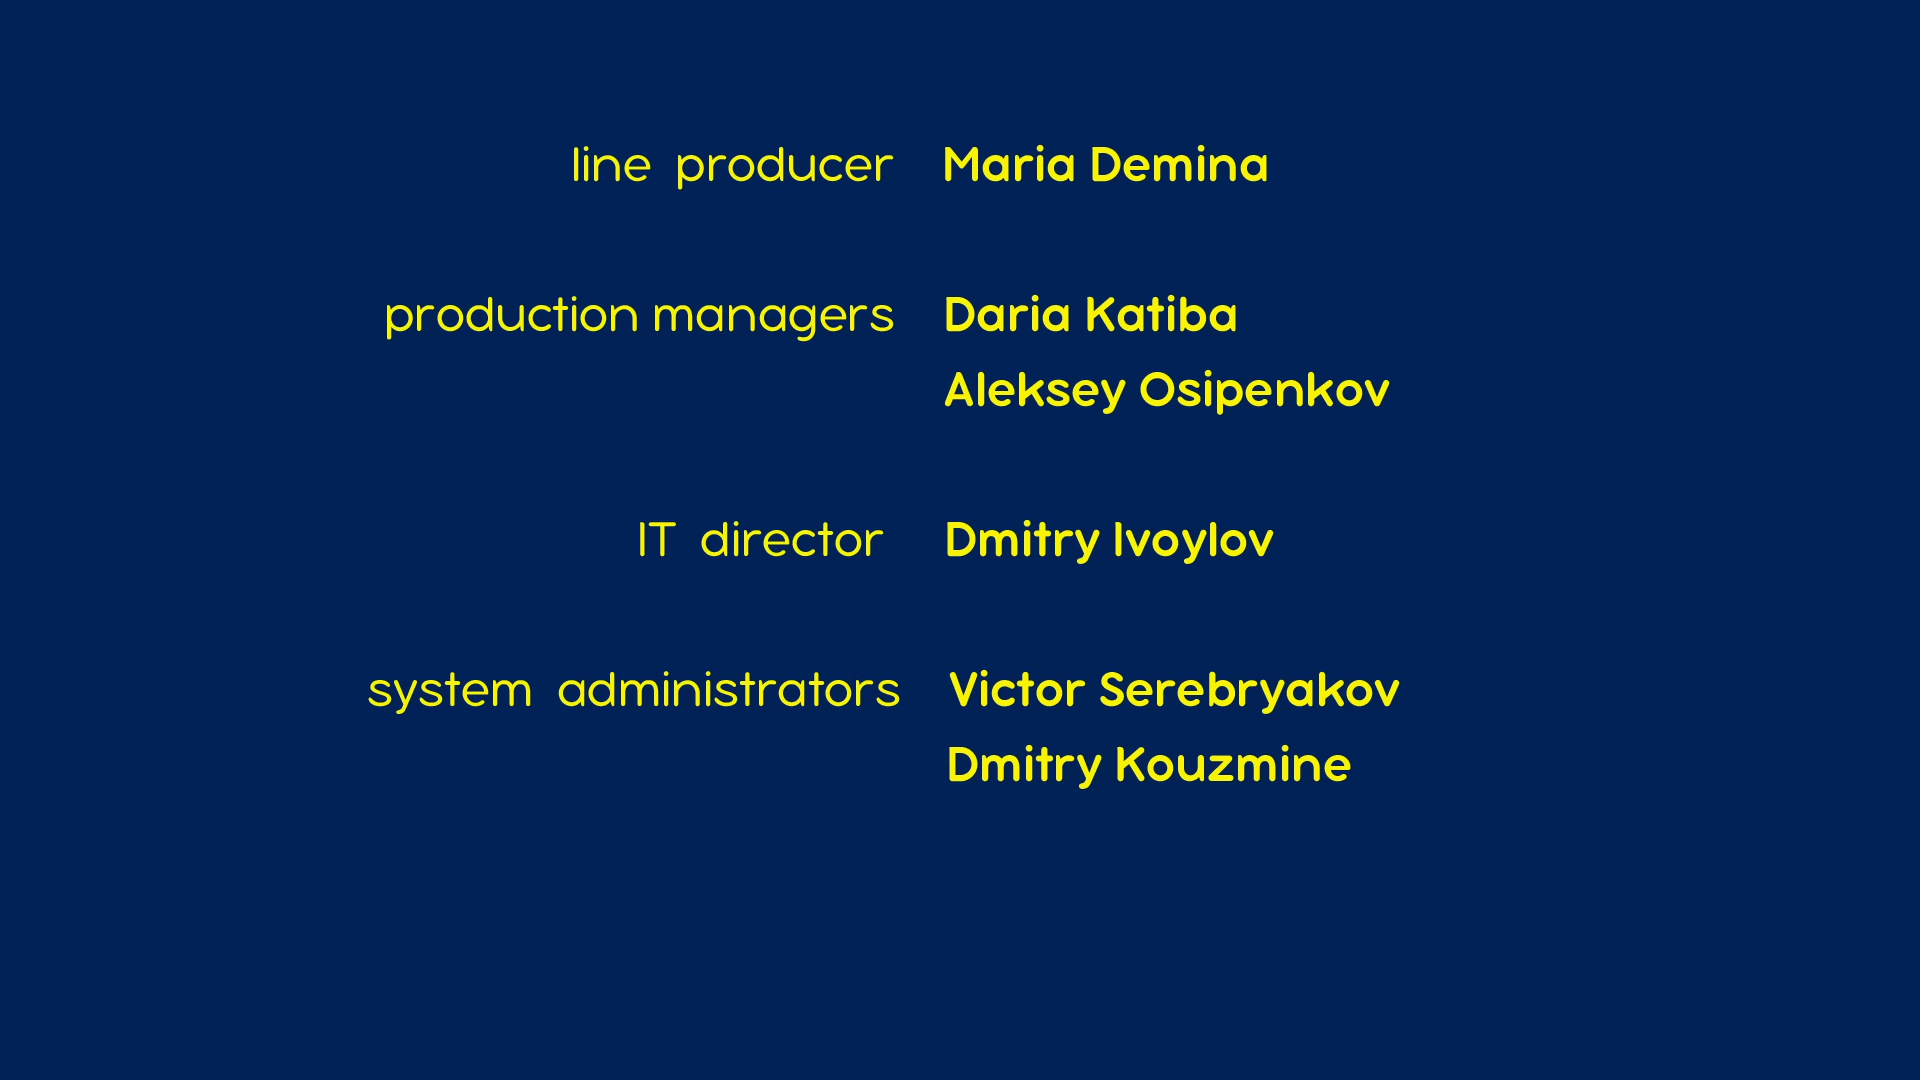 line producer Maria Demina
production managers Daria Katiba
Aleksey Osipenkov
IT director Dmitry Ivoylov
system administrators Victor Serebryakov
Dmitry Kouzmine